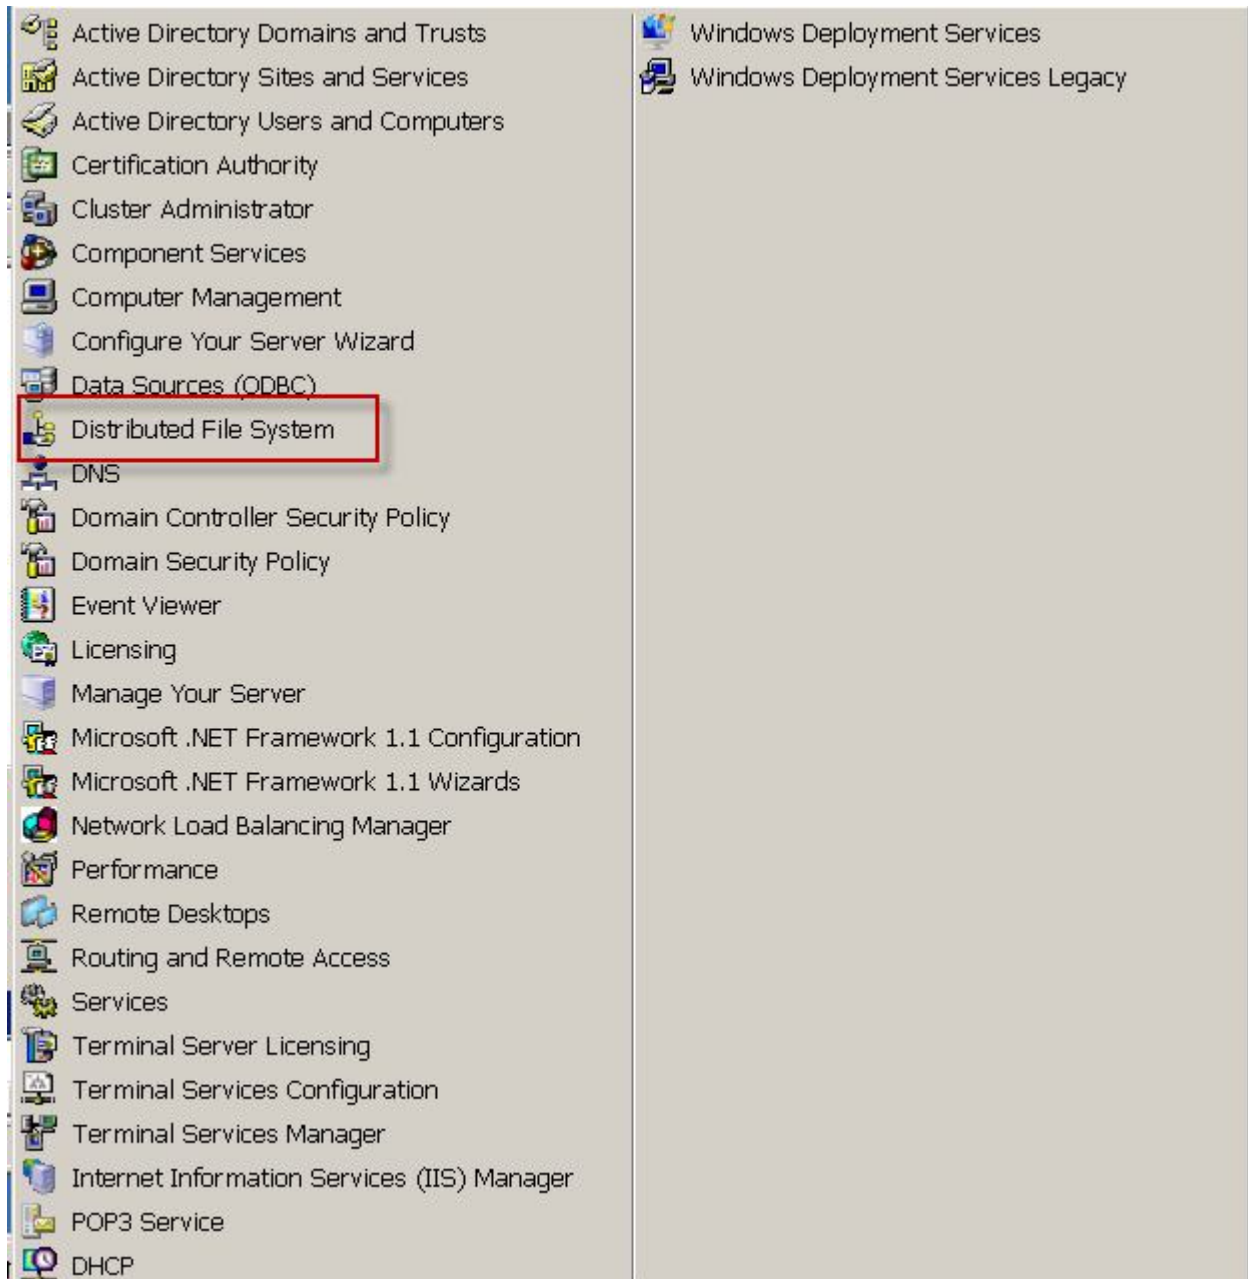 Active Directory Domains and Trusts
Active Directory Sites and Services
Active Directory Users and Computers
Certification Authority
Cluster Administrator
Component Services
Computer Management
Configure Your Server Wizard
Data Sources (ODBC)
Distributed File System
DNS
Domain Controller Security Policy
Domain Security Policy
Event Viewer
Licensing
Manage Your Server
Microsoft .NET Framework 1.1 Configuration
Microsoft .NET Framework 1.1 Wizards
Network Load Balancing Manager
Performance
Remote Desktops
Routing and Remote Access
Services
Terminal Server Licensing
Terminal Services Configuration
Terminal Services Manager
Internet Information Services (IIS) Manager
POP3 Service
DHCP
Windows Deployment Services
Windows Deployment Services Legacy